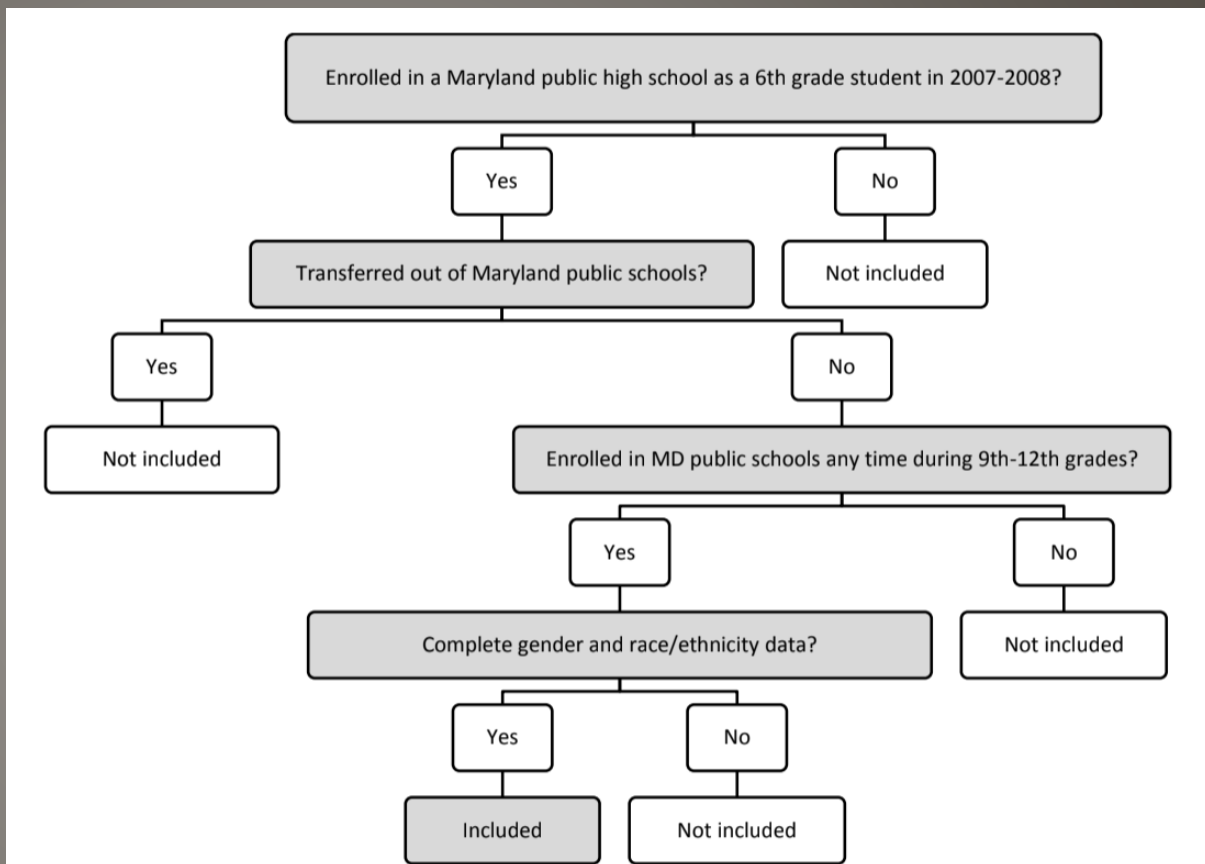 Enrolled in a Maryland public high school as a 6th grade student in 2007-2008?
Yes
No
Transferred out of Maryland public schools?
Not included
Yes
No
Not included
Enrolled in MD public schools any time during 9th-12th grades?
Yes
No
Complete gender and race/ethnicity data?
Not included
Yes
No
Included
Not included